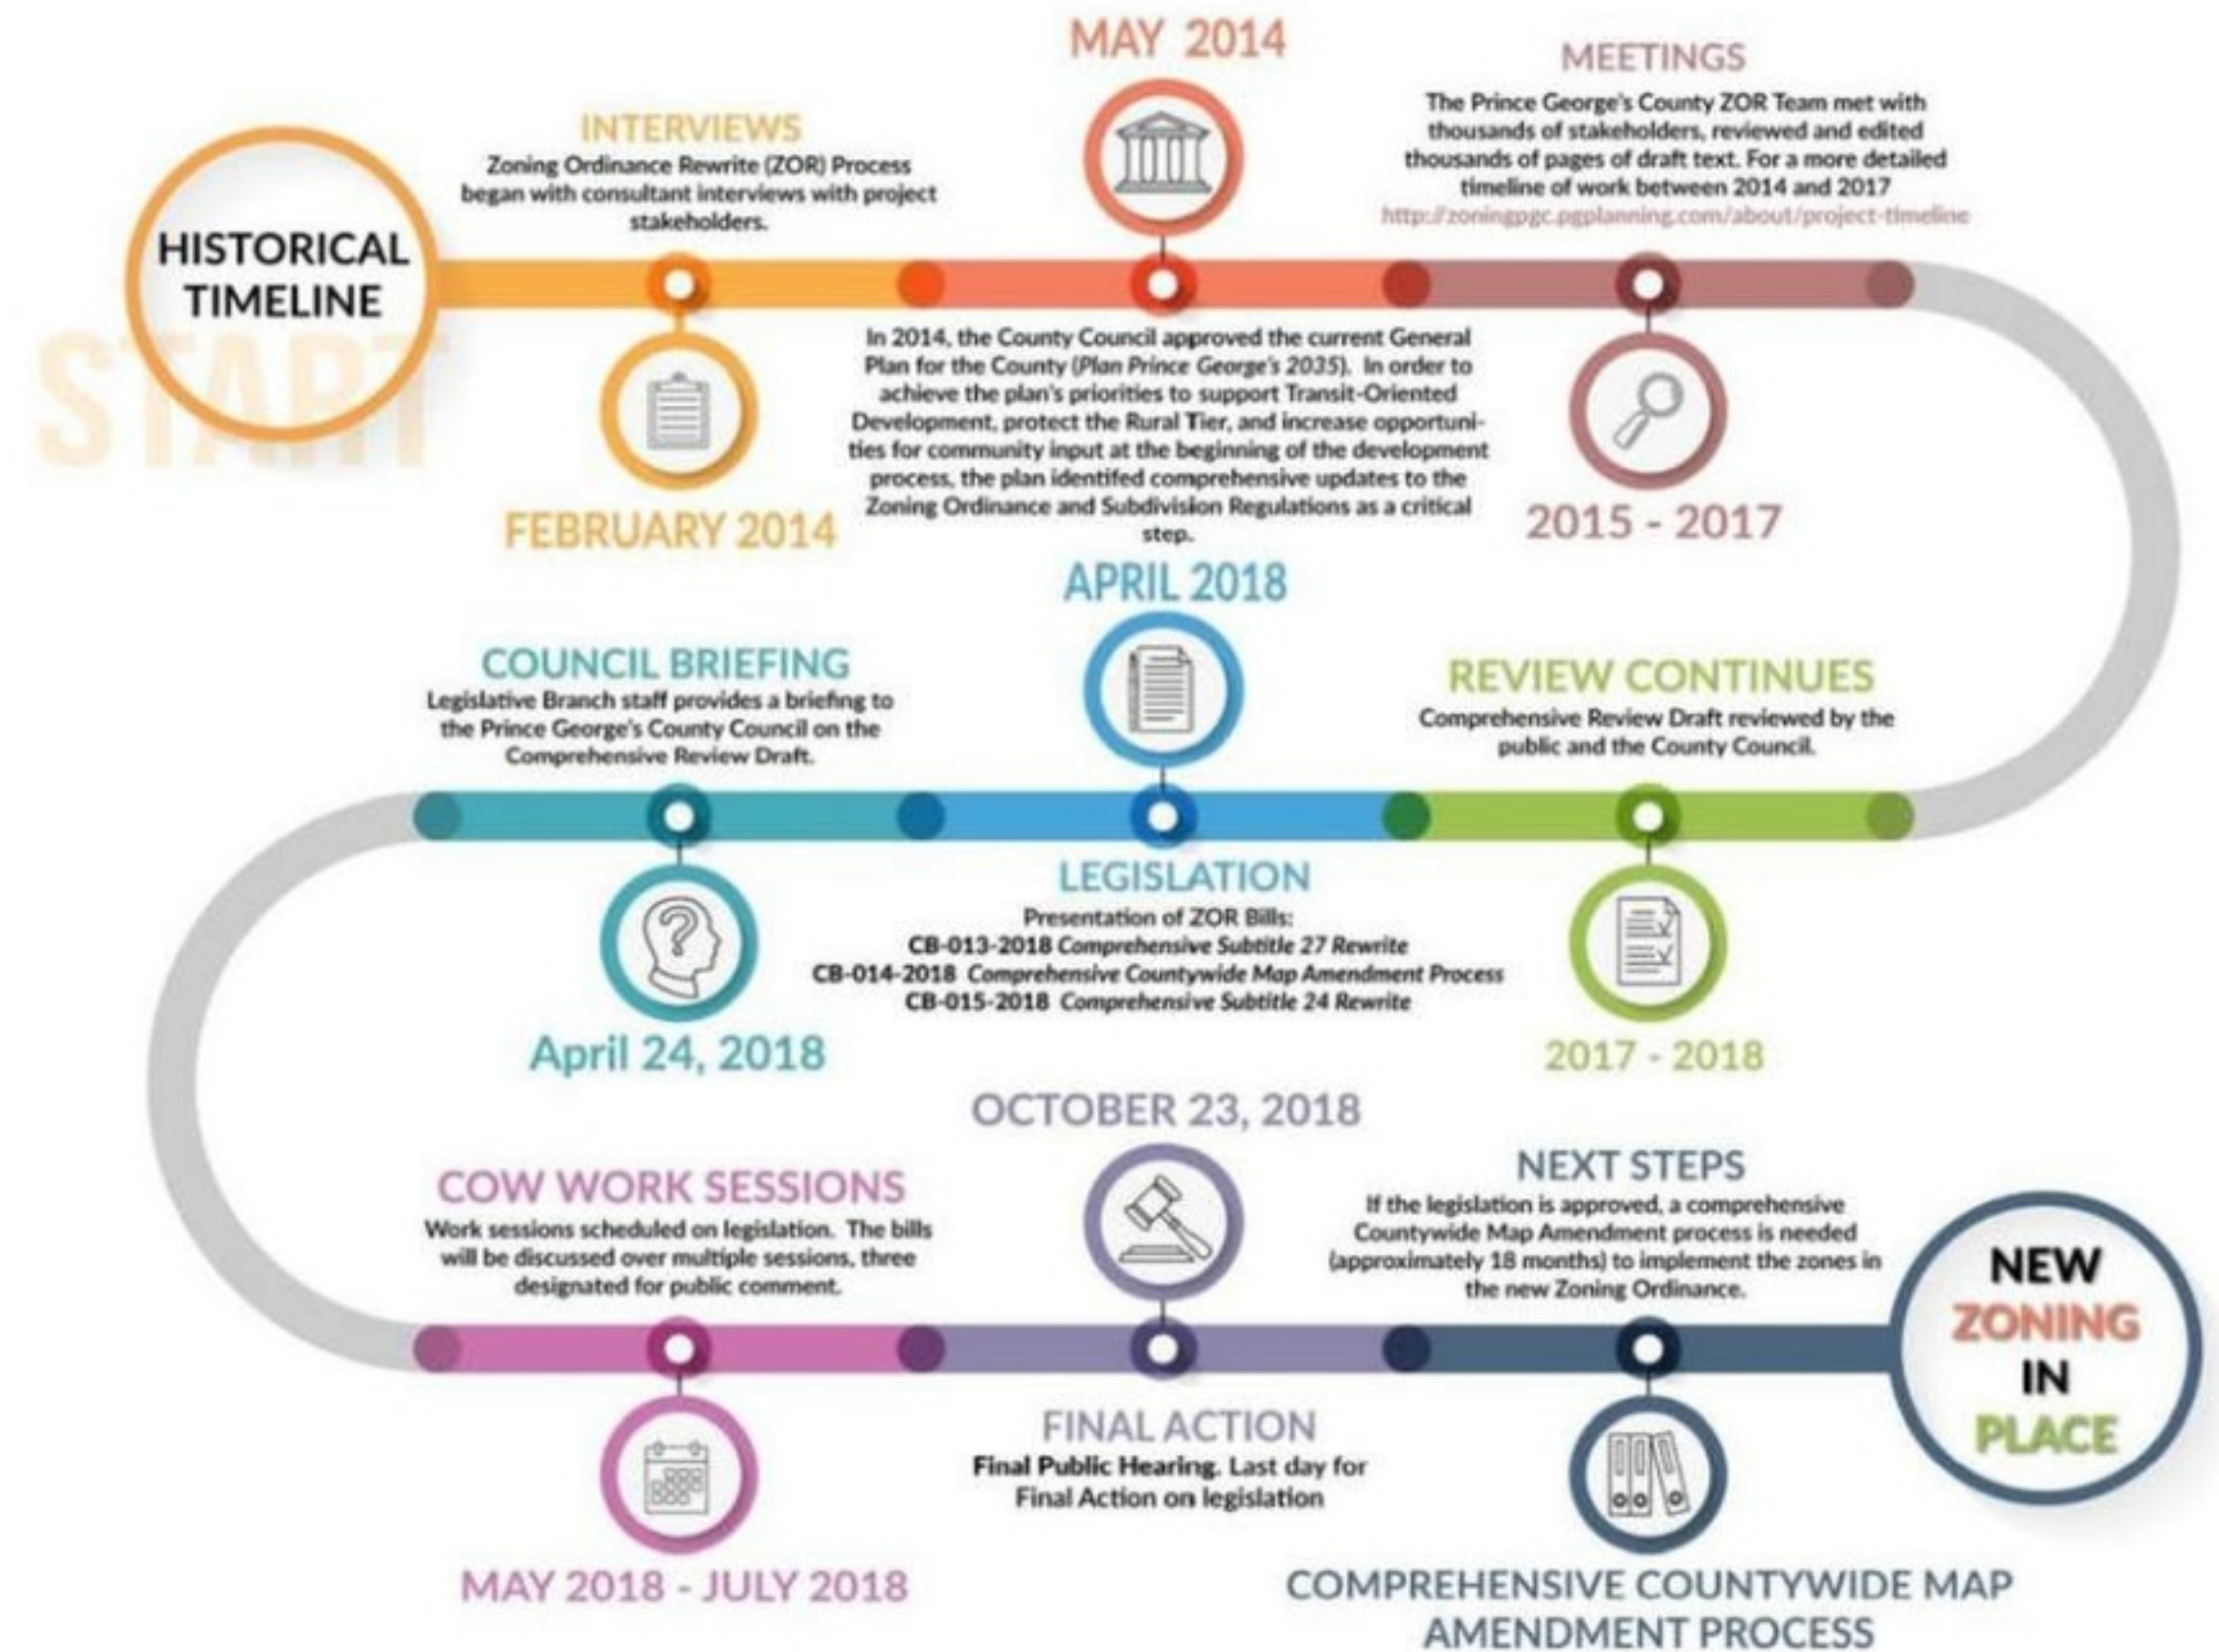 START
HISTORICAL
TIMELINE
INTERVIEWS
Zoning Ordinance Rewrite (ZOR) Process
began with consultant interviews with project
stakeholders.
FEBRUARY 2014
MAY 2014
In 2014, the County Council approved the current General
Plan for the County (Plan Prince George's 2035). In order to
achieve the plan's priorities to support Transit-Oriented
Development, protect the Rural Tier, and increase opportuni-
ties for community input at the beginning of the development
process, the plan identifed comprehensive updates to the
Zoning Ordinance and Subdivision Regulations as a critical
step.
MEETINGS
The Prince George's County ZOR Team met with
thousands of stakeholders, reviewed and edited
thousands of pages of draft text. For a more detailed
timeline of work between 2014 and 2017
http://zoningpgc.pgplanning.com/about/project-timeline
2015 - 2017
REVIEW CONTINUES
Comprehensive Review Draft reviewed by the
public and the County Council.
2017 - 2018
APRIL 2018
LEGISLATION
Presentation of ZOR Bills:
CB-013-2018 Comprehensive Subtitle 27 Rewrite
CB-014-2018 Comprehensive Countywide Map Amendment Process
CB-015-2018 Comprehensive Subtitle 24 Rewrite
COUNCIL BRIEFING
Legislative Branch staff provides a briefing to
the Prince George's County Council on the
Comprehensive Review Draft.
?
April 24, 2018
COW WORK SESSIONS
Work sessions scheduled on legislation. The bills
will be discussed over multiple sessions, three
designated for public comment.
MAY 2018 - JULY 2018
OCTOBER 23, 2018
FINAL ACTION
Final Public Hearing. Last day for
Final Action on legislation
NEXT STEPS
If the legislation is approved, a comprehensive
Countywide Map Amendment process is needed
(approximately 18 months) to implement the zones in
the new Zoning Ordinance.
COMPREHENSIVE COUNTYWIDE MAP
AMENDMENT PROCESS
NEW
ZONING
IN
PLACE